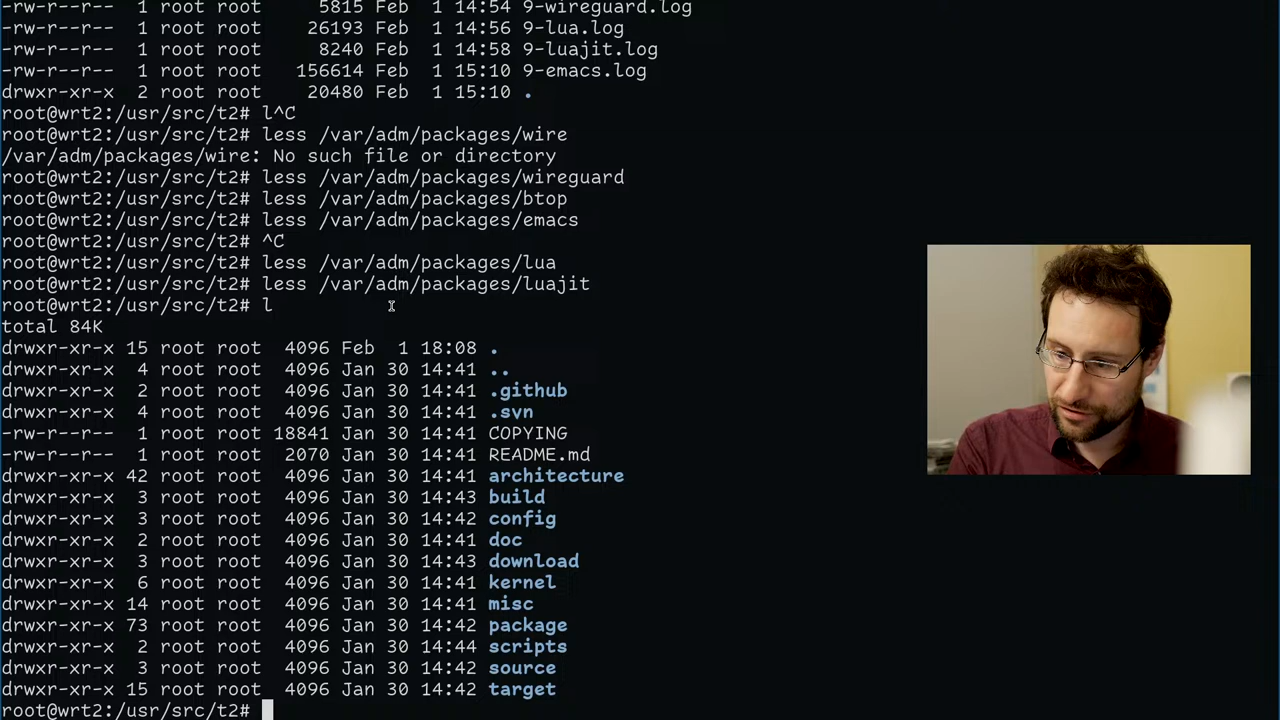 -rw-r--r-- 1 root root 5815 Feb 1 14:54 9-wireguard.log
-rw-r--r-- 1 root root 26193 Feb 1 14:56 9-lua.log
-rw-r--r-- 1 root root 8240 Feb 1 14:58 9-luajit.log
-rw-r--r-- 1 root root 156614 Feb 1 15:10 9-emacs.log
drwxr-xr-x 2 root root 20480 Feb 1 15:10 .
root@wrt2:/usr/src/t2# l^C
root@wrt2:/usr/src/t2# less /var/adm/packages/wire
/var/adm/packages/wire: No such file or directory
root@wrt2:/usr/src/t2# less /var/adm/packages/wireguard
root@wrt2:/usr/src/t2# less /var/adm/packages/btop
root@wrt2:/usr/src/t2# less /var/adm/packages/emacs
root@wrt2:/usr/src/t2# ^C
root@wrt2:/usr/src/t2# less /var/adm/packages/lua
root@wrt2:/usr/src/t2# less /var/adm/packages/luajit
root@wrt2:/usr/src/t2# l
total 84K
drwxr-xr-x 15 root root 4096 Feb 1 18:08 .
drwxr-xr-x 4 root root 4096 Jan 30 14:41 ..
drwxr-xr-x 2 root root 4096 Jan 30 14:41 .github
drwxr-xr-x 4 root root 4096 Jan 30 14:41 .svn
-rw-r--r-- 1 root root 18841 Jan 30 14:41 COPYING
-rw-r--r-- 1 root root 2070 Jan 30 14:41 README.md
drwxr-xr-x 42 root root 4096 Jan 30 14:41 architecture
drwxr-xr-x 3 root root 4096 Jan 30 14:43 build
drwxr-xr-x 3 root root 4096 Jan 30 14:42 config
drwxr-xr-x 2 root root 4096 Jan 30 14:41 doc
drwxr-xr-x 3 root root 4096 Jan 30 14:43 download
drwxr-xr-x 6 root root 4096 Jan 30 14:41 kernel
drwxr-xr-x 14 root root 4096 Jan 30 14:41 misc
drwxr-xr-x 73 root root 4096 Jan 30 14:42 package
drwxr-xr-x 2 root root 4096 Jan 30 14:44 scripts
drwxr-xr-x 3 root root 4096 Jan 30 14:42 source
drwxr-xr-x 15 root root 4096 Jan 30 14:42 target
root@wrt2:/usr/src/t2#